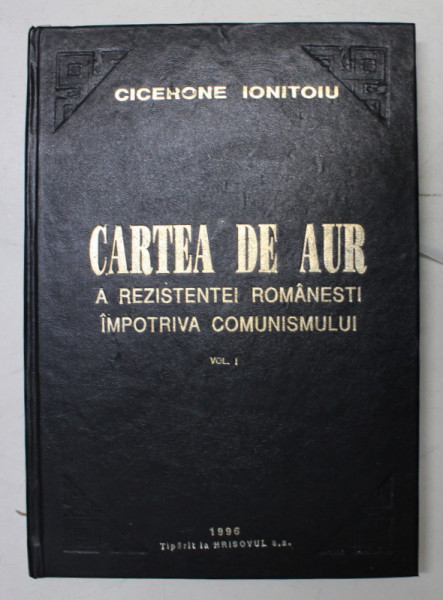 CICERONE IONITOIU
CARTEA DE AUR
A REZISTENTEI ROMÂNESTI
ÎMPOTRIVA COMUNISMULUI
VOL. I
1996
Tipărit la HRISOVUL S.A.